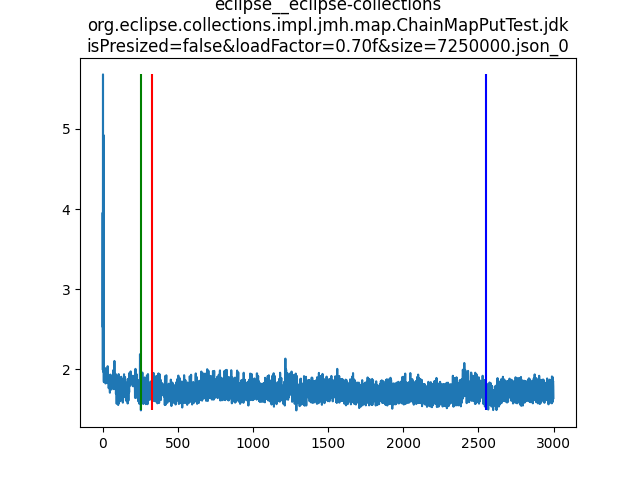 eclipse__eclipse-collections
org.eclipse.collections.impl.jmh.map.ChainMapPutTest.jdk
isPresized=false&loadFactor=0.70f&size=7250000.json_0
5
4
3
2
0 500 1000 1500 2000 2500 3000